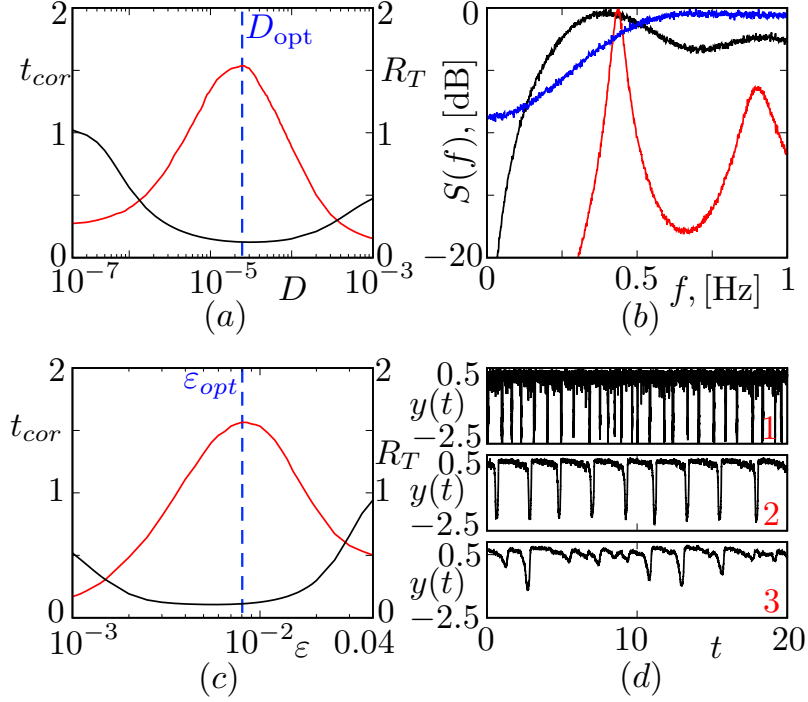 2 2
D_opt
t_cor R_T
1 1
0 0
10^−7 10^−5 10^−3
D
(a)
0
S(f), [dB]
−20
0 0.5 1
f, [Hz]
(b)
2 2
ε_opt
t_cor
R_T
1 1
0 0
10^−3 10^−2 0.04
ε
(c)
0.5
y(t)
−2.5
1
0.5
y(t)
−2.5
2
0.5
y(t)
−2.5
3
0 10 20
t
(d)